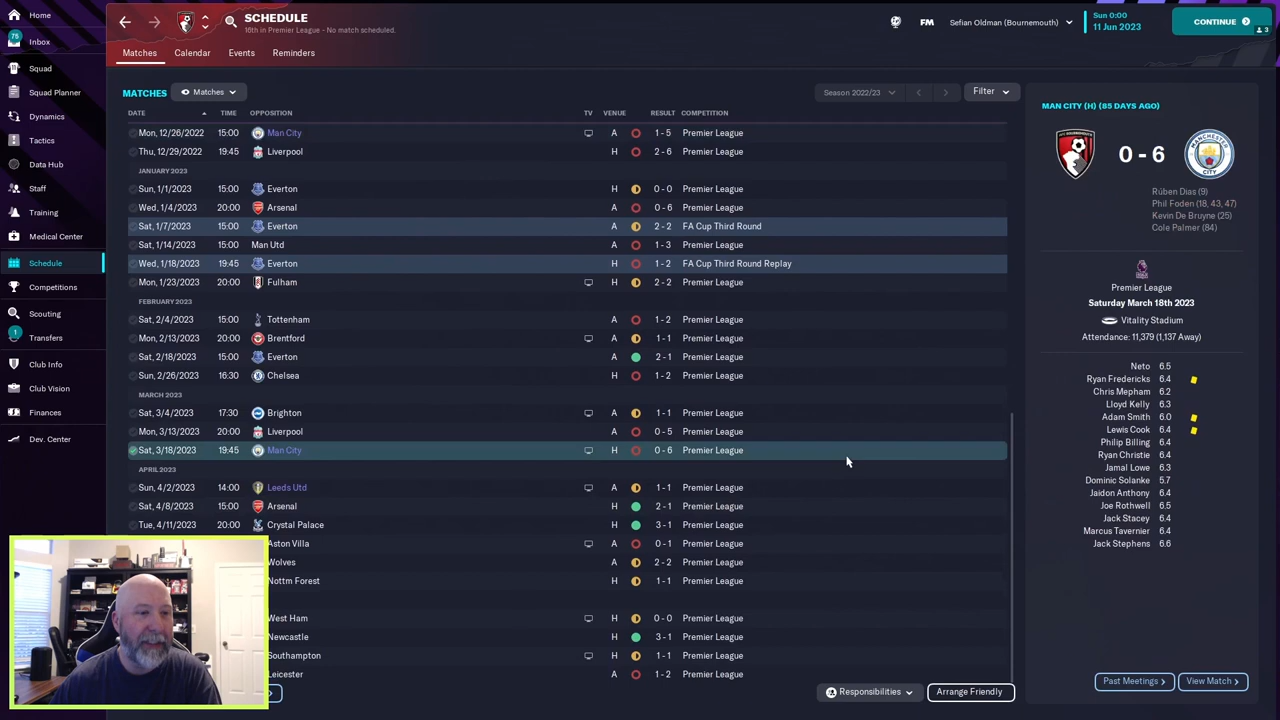 Home
75
Inbox
Squad
Squad Planner
Dynamics
Tactics
Data Hub
Staff
Training
Medical Center
Schedule
Competitions
Scouting
1
Transfers
Club Info
Club Vision
Finances
Dev. Center
SCHEDULE
18th in Premier League - No match scheduled.
FM
Sefian Oldman (Bournemouth)
Sun 0:00
11 Jun 2023
CONTINUE
3
Matches Calendar Events Reminders
MATCHES
Matches
Season 2022/23
Filter
DATE TIME OPPOSITION TV VENUE RESULT COMPETITION
Mon, 12/26/2022 15:00 Man City A 1 - 5 Premier League
Thu, 12/29/2022 19:45 Liverpool H 2 - 6 Premier League
JANUARY 2023
Sun, 1/1/2023 15:00 Everton H 0 - 0 Premier League
Wed, 1/4/2023 20:00 Arsenal A 0 - 6 Premier League
Sat, 1/7/2023 15:00 Everton A 2 - 2 FA Cup Third Round
Sat, 1/14/2023 15:00 Man Utd A 1 - 3 Premier League
Wed, 1/18/2023 19:45 Everton H 1 - 2 FA Cup Third Round Replay
Mon, 1/23/2023 20:00 Fulham H 2 - 2 Premier League
FEBRUARY 2023
Sat, 2/4/2023 15:00 Tottenham A 1 - 2 Premier League
Mon, 2/13/2023 20:00 Brentford A 1 - 1 Premier League
Sat, 2/18/2023 15:00 Everton A 2 - 1 Premier League
Sun, 2/26/2023 16:30 Chelsea H 1 - 2 Premier League
MARCH 2023
Sat, 3/4/2023 17:30 Brighton A 1 - 1 Premier League
Mon, 3/13/2023 20:00 Liverpool A 0 - 5 Premier League
Sat, 3/18/2023 19:45 Man City H 0 - 6 Premier League
APRIL 2023
Sun, 4/2/2023 14:00 Leeds Utd A 1 - 1 Premier League
Sat, 4/8/2023 15:00 Arsenal H 2 - 1 Premier League
Tue, 4/11/2023 20:00 Crystal Palace H 3 - 1 Premier League
Aston Villa A 0 - 1 Premier League
Wolves A 2 - 2 Premier League
Nottm Forest H 1 - 1 Premier League
West Ham H 0 - 0 Premier League
Newcastle H 3 - 1 Premier League
Southampton H 1 - 1 Premier League
Leicester A 1 - 2 Premier League
Responsibilities
Arrange Friendly
MAN CITY (H) (85 DAYS AGO)
0 - 6
Rúben Dias (9)
Phil Foden (18, 43, 47)
Kevin De Bruyne (25)
Cole Palmer (84)
Premier League
Saturday March 18th 2023
Vitality Stadium
Attendance: 11,379 (1,137 Away)
Neto 6.5
Ryan Fredericks 6.4
Chris Mepham 6.2
Lloyd Kelly 6.3
Adam Smith 6.0
Lewis Cook 6.4
Philip Billing 6.4
Ryan Christie 6.4
Jamal Lowe 6.3
Dominic Solanke 5.7
Jaidon Anthony 6.4
Joe Rothwell 6.5
Jack Stacey 6.4
Marcus Tavernier 6.4
Jack Stephens 6.6
Past Meetings
View Match